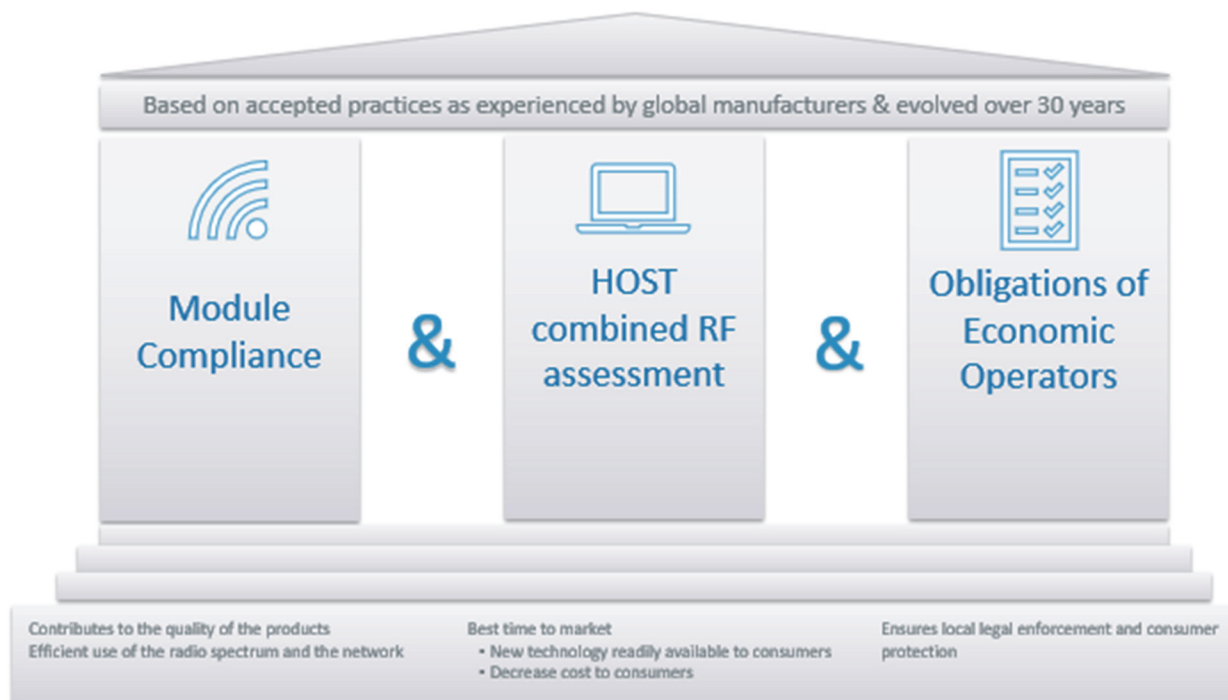 Based on accepted practices as experienced by global manufacturers & evolved over 30 years
Module
Compliance
&
HOST
combined RF
assessment
&
Obligations of
Economic
Operators
Contributes to the quality of the products
Efficient use of the radio spectrum and the network
Best time to market
▪ New technology readily available to consumers
▪ Decrease cost to consumers
Ensures local legal enforcement and consumer
protection